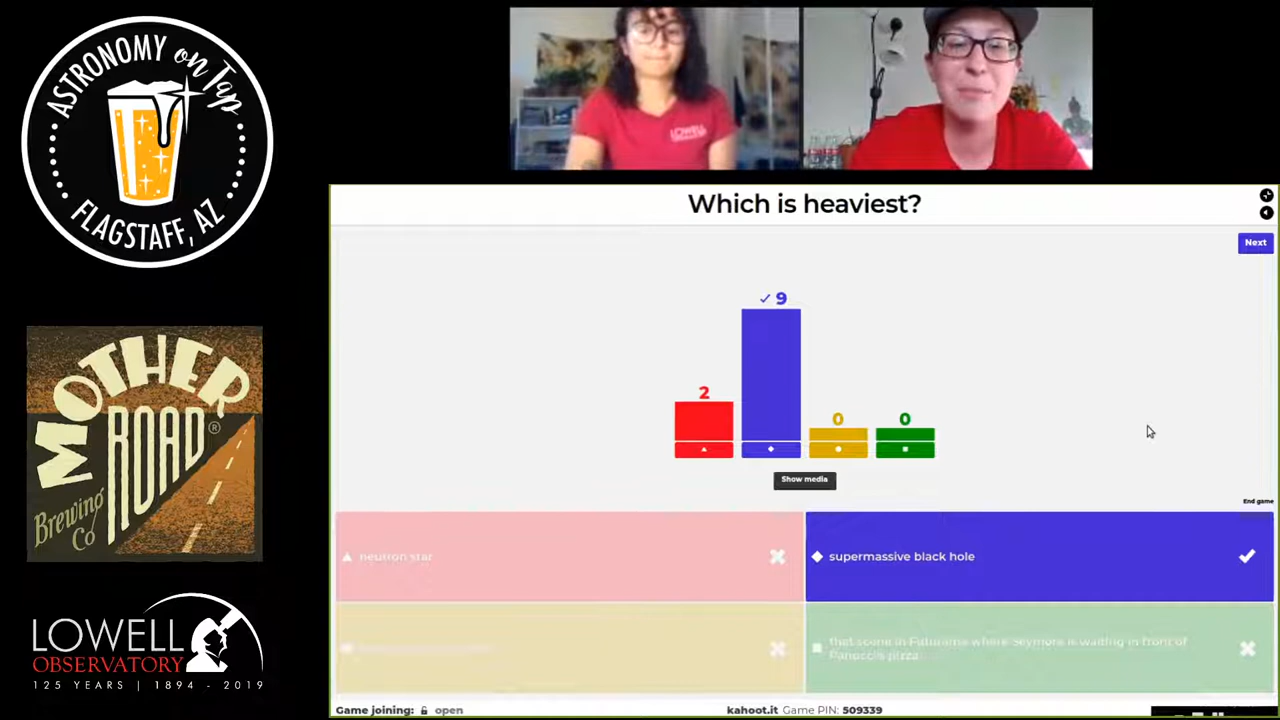 ASTRONOMY on Tap
FLAGSTAFF, AZ
MOTHER
ROAD
®
Brewing
Co
LOWELL
OBSERVATORY
125 YEARS | 1894 - 2019
LOWELL
Which is heaviest?
Next
9
2
0
0
Show media
End game
neutron star
supermassive black hole
that scene in Futurama where Seymore is waiting in front of
Panucci's pizza
Game joining: open
kahoot.it Game PIN: 509339